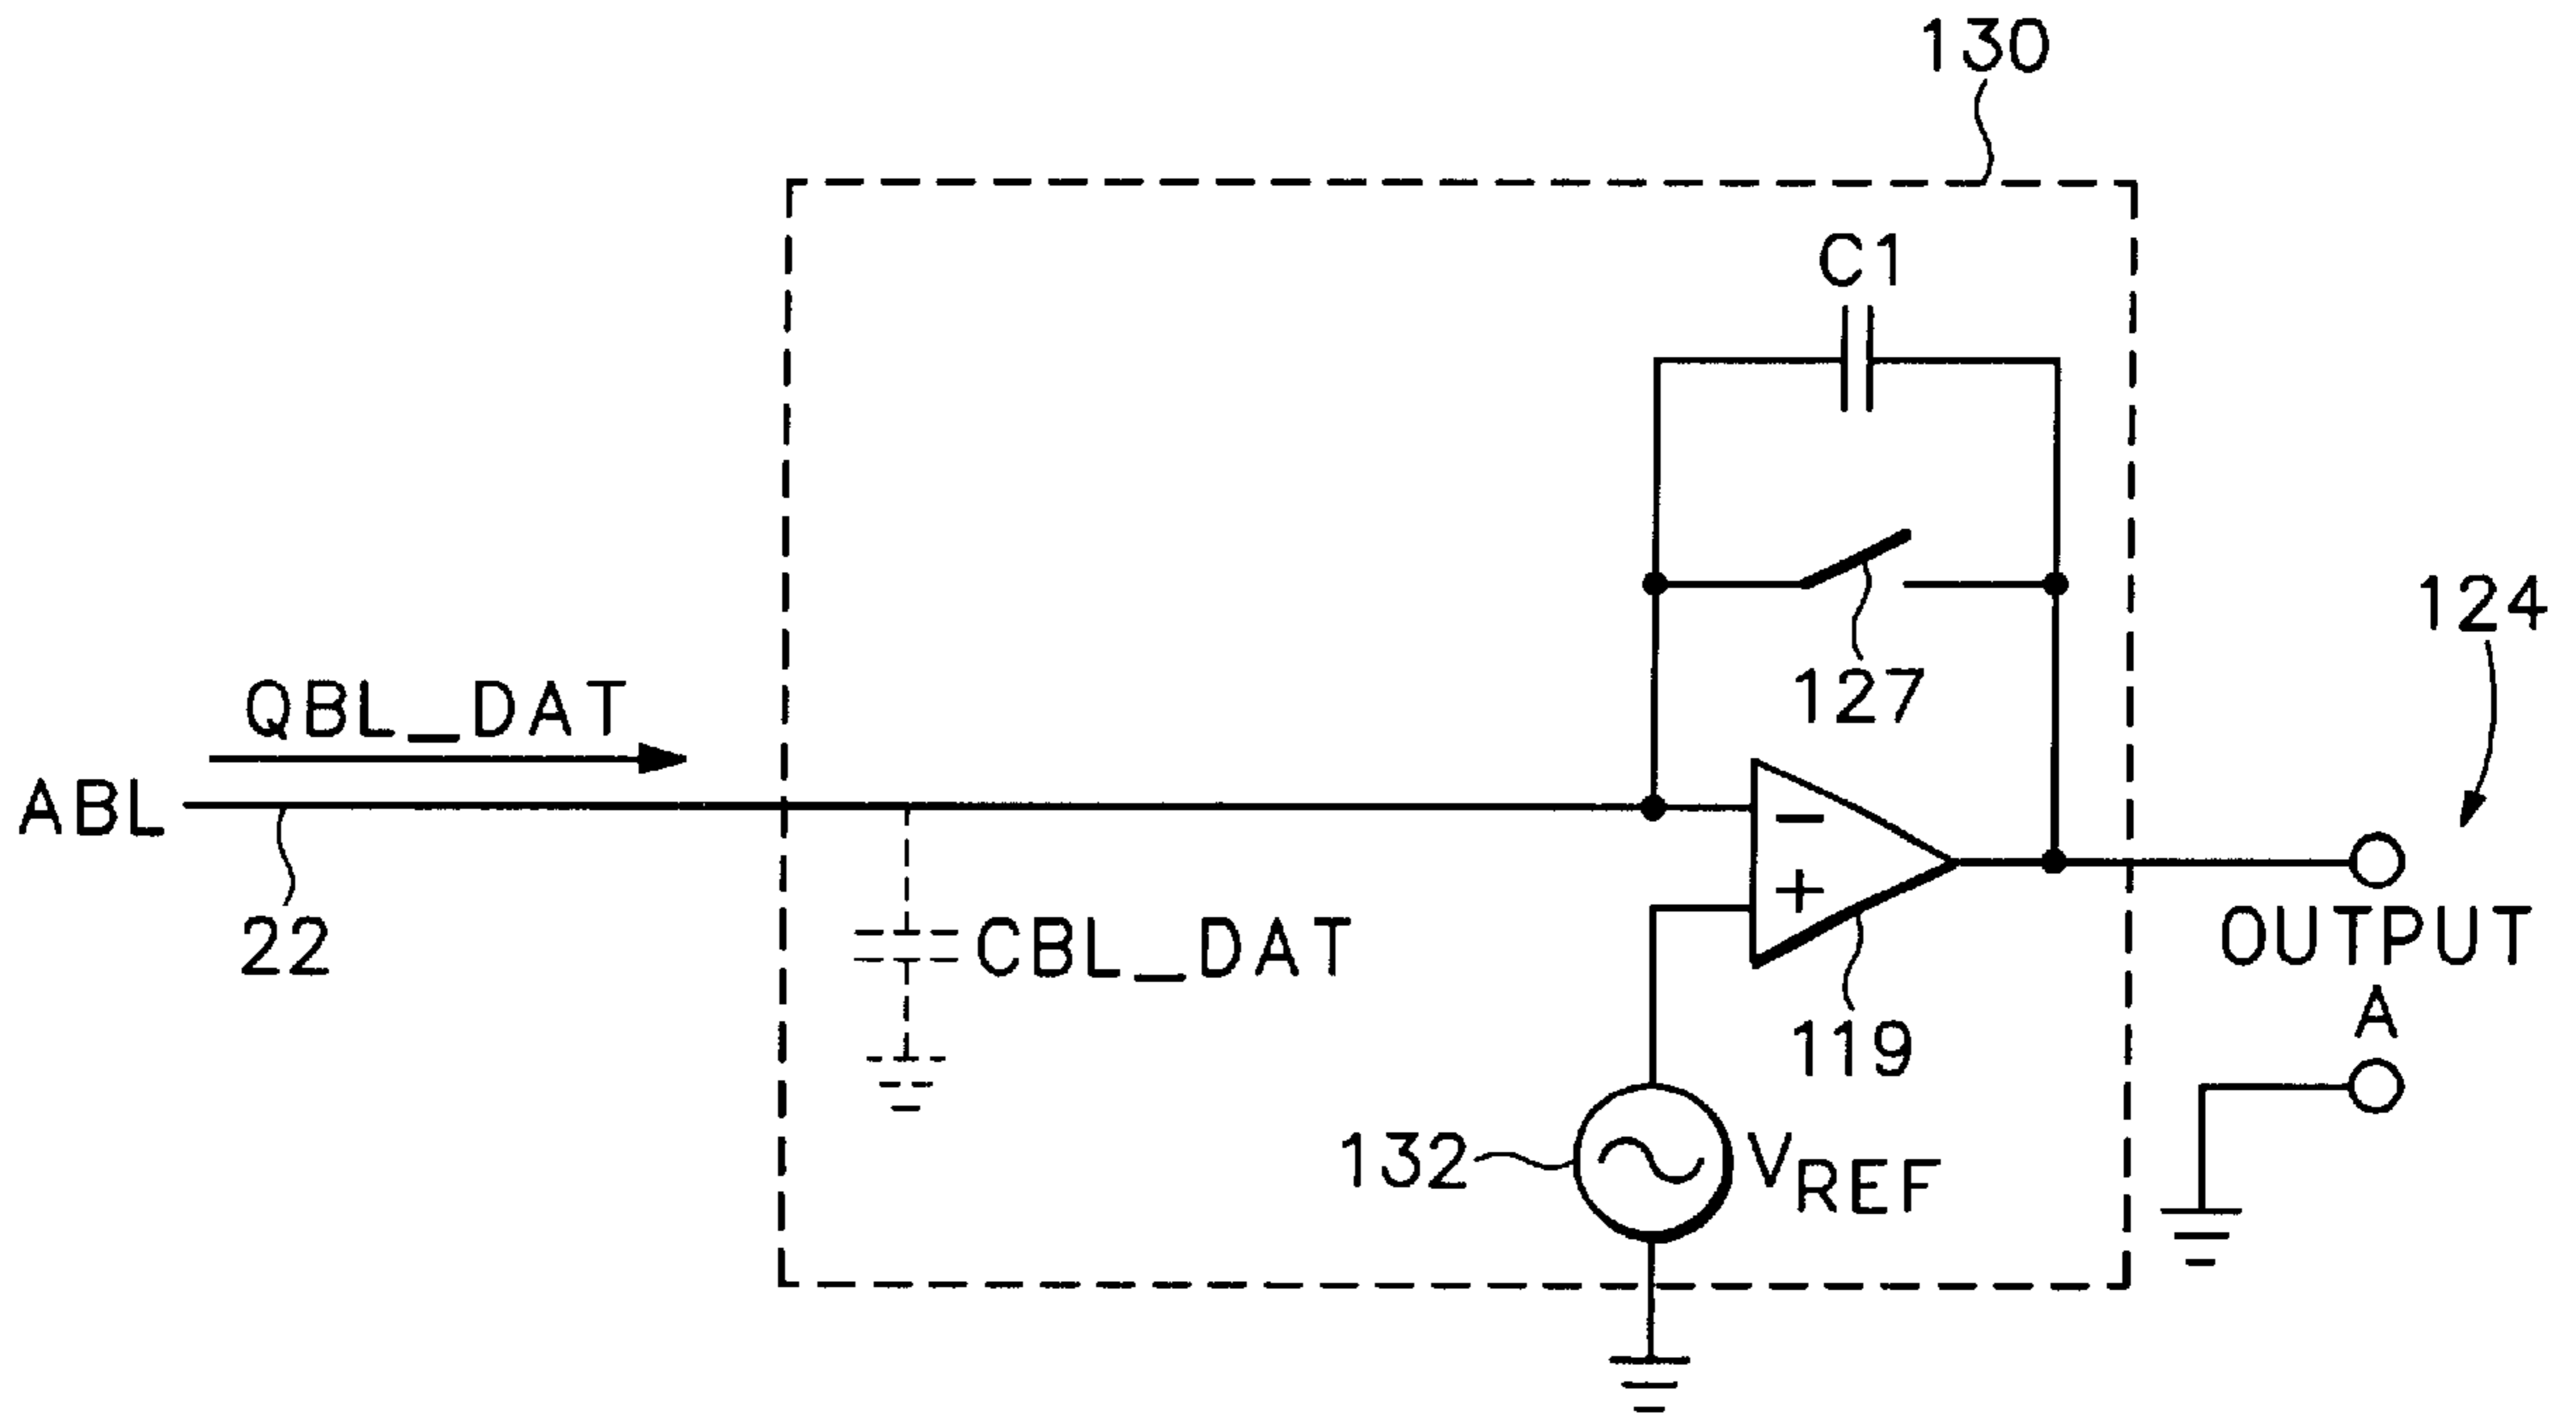 130
C1
124
127
QBL_DAT
ABL
22
CBL_DAT
−
+
119
OUTPUT
A
132
VREF